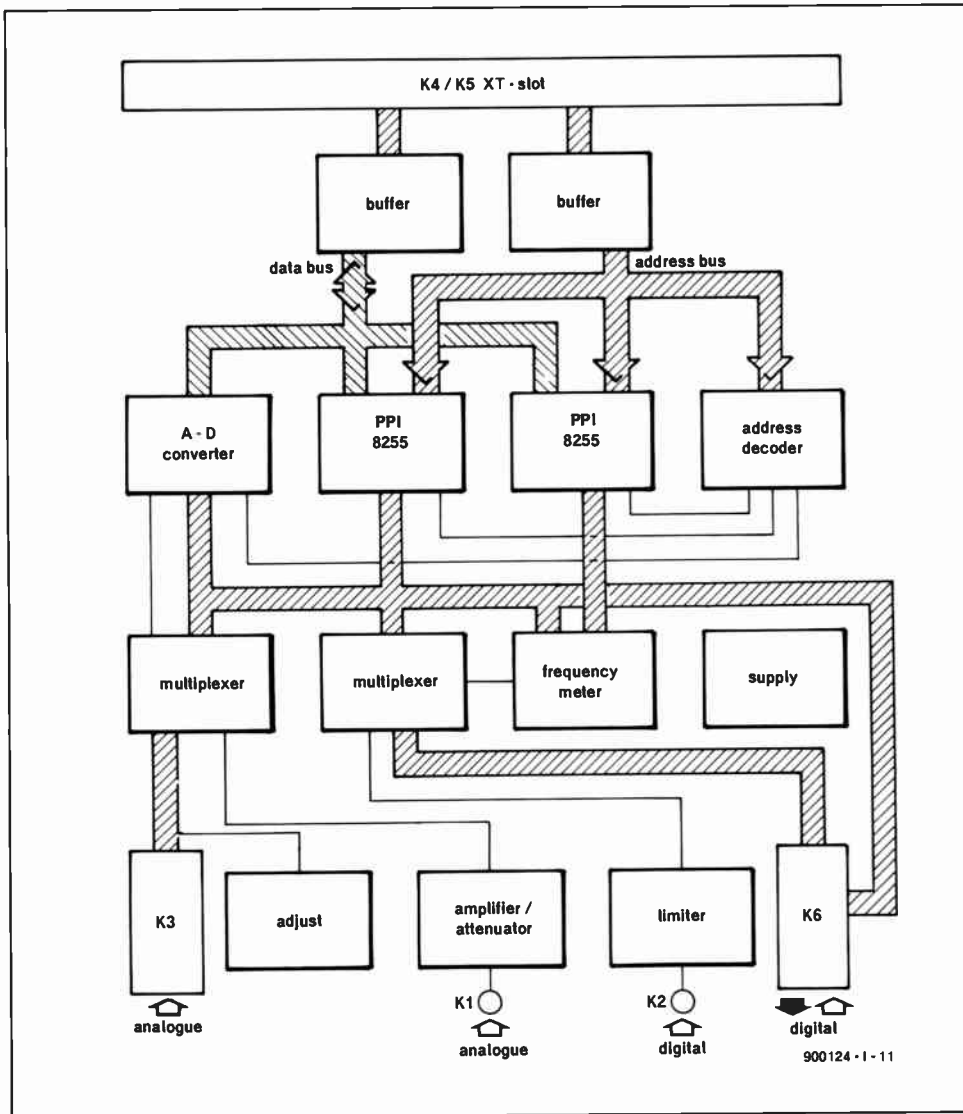 K4 / K5 XT - slot
buffer
buffer
data bus
address bus
A - D
converter
PPI
8255
PPI
8255
address
decoder
multiplexer
multiplexer
frequency
meter
supply
K3
adjust
amplifier /
attenuator
limiter
K6
K1
K2
analogue
analogue
digital
digital
900124 - I - 11